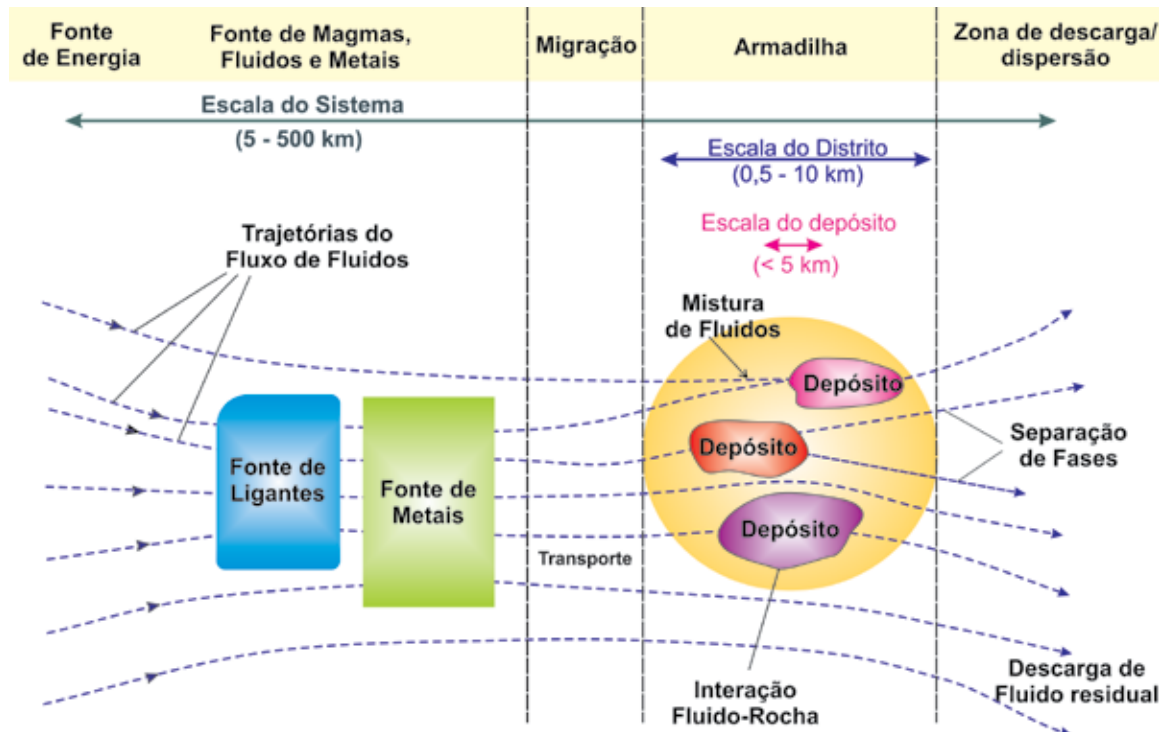 Fonte
de Energia
Fonte de Magmas,
Fluidos e Metais
Migração
Armadilha
Zona de descarga/
dispersão
Escala do Sistema
(5 - 500 km)
Escala do Distrito
(0,5 - 10 km)
Escala do depósito
(< 5 km)
Trajetórias do
Fluxo de Fluidos
Mistura
de Fluidos
Depósito
Depósito
Depósito
Fonte de
Ligantes
Fonte de
Metais
Transporte
Separação
de Fases
Interação
Fluido-Rocha
Descarga de
Fluido residual